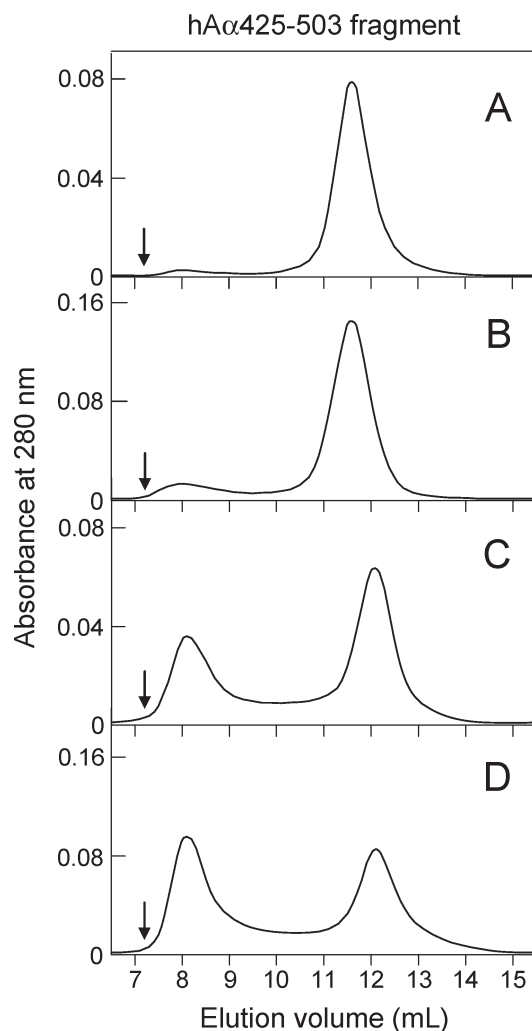 hAα425-503 fragment
A
0.08
0.04
0
B
0.16
0.08
0
C
0.08
0.04
0
D
0.16
0.08
0
Absorbance at 280 nm
7 8 9 10 11 12 13 14 15
Elution volume (mL)